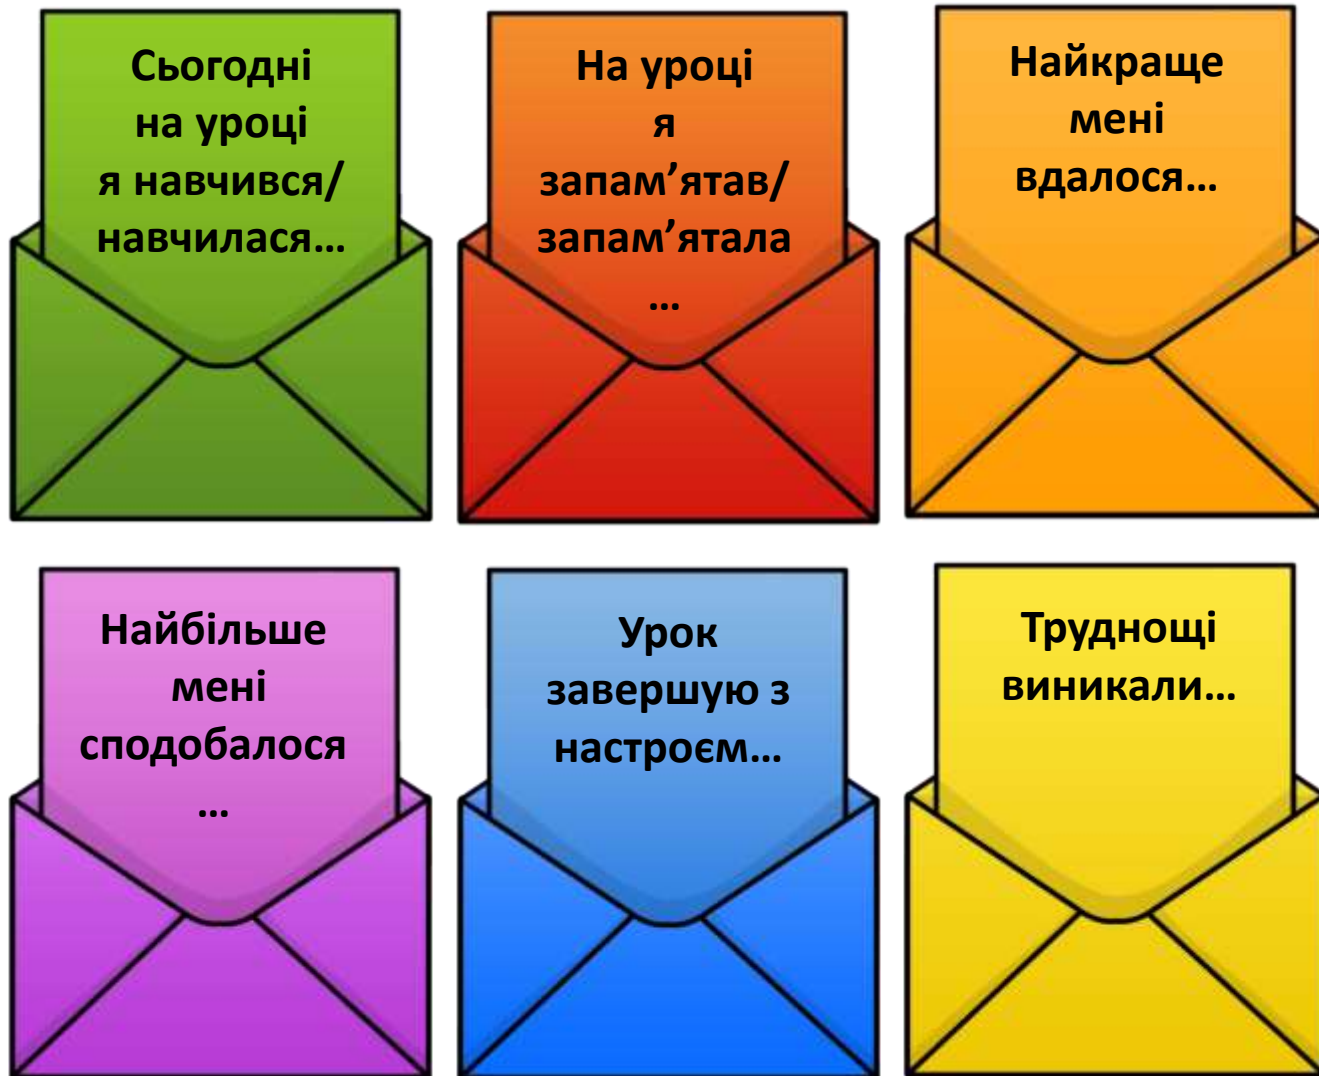 Сьогодні
на уроці
я навчився/
навчилася…
На уроці
я
запам’ятав/
запам’ятала
…
Найкраще
мені
вдалося…
Найбільше
мені
сподобалося
…
Урок
завершую з
настроєм…
Труднощі
виникали…